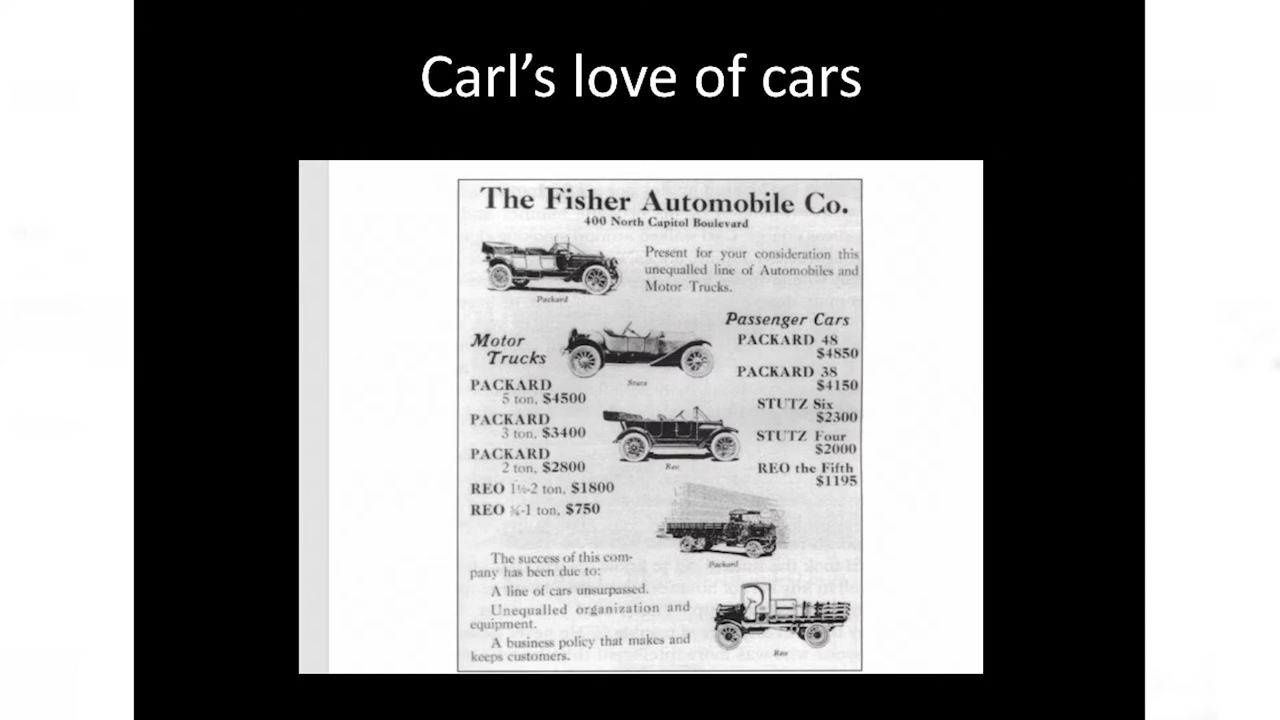 Carl's love of cars
The Fisher Automobile Co.
400 North Capitol Boulevard
Present for your consideration this
unequalled line of Automobiles and
Motor Trucks.
Packard
Motor
Trucks
PACKARD
5 ton, $4500
PACKARD
3 ton, $3400
PACKARD
2 ton, $2800
REO 1½-2 ton, $1800
REO ¾-1 ton, $750
Stutz
Reo
Passenger Cars
PACKARD 48
$4850
PACKARD 38
$4150
STUTZ Six
$2300
STUTZ Four
$2000
REO the Fifth
$1195
Packard
The success of this com-
pany has been due to:
A line of cars unsurpassed.
Unequalled organization and
equipment.
A business policy that makes and
keeps customers.
Reo